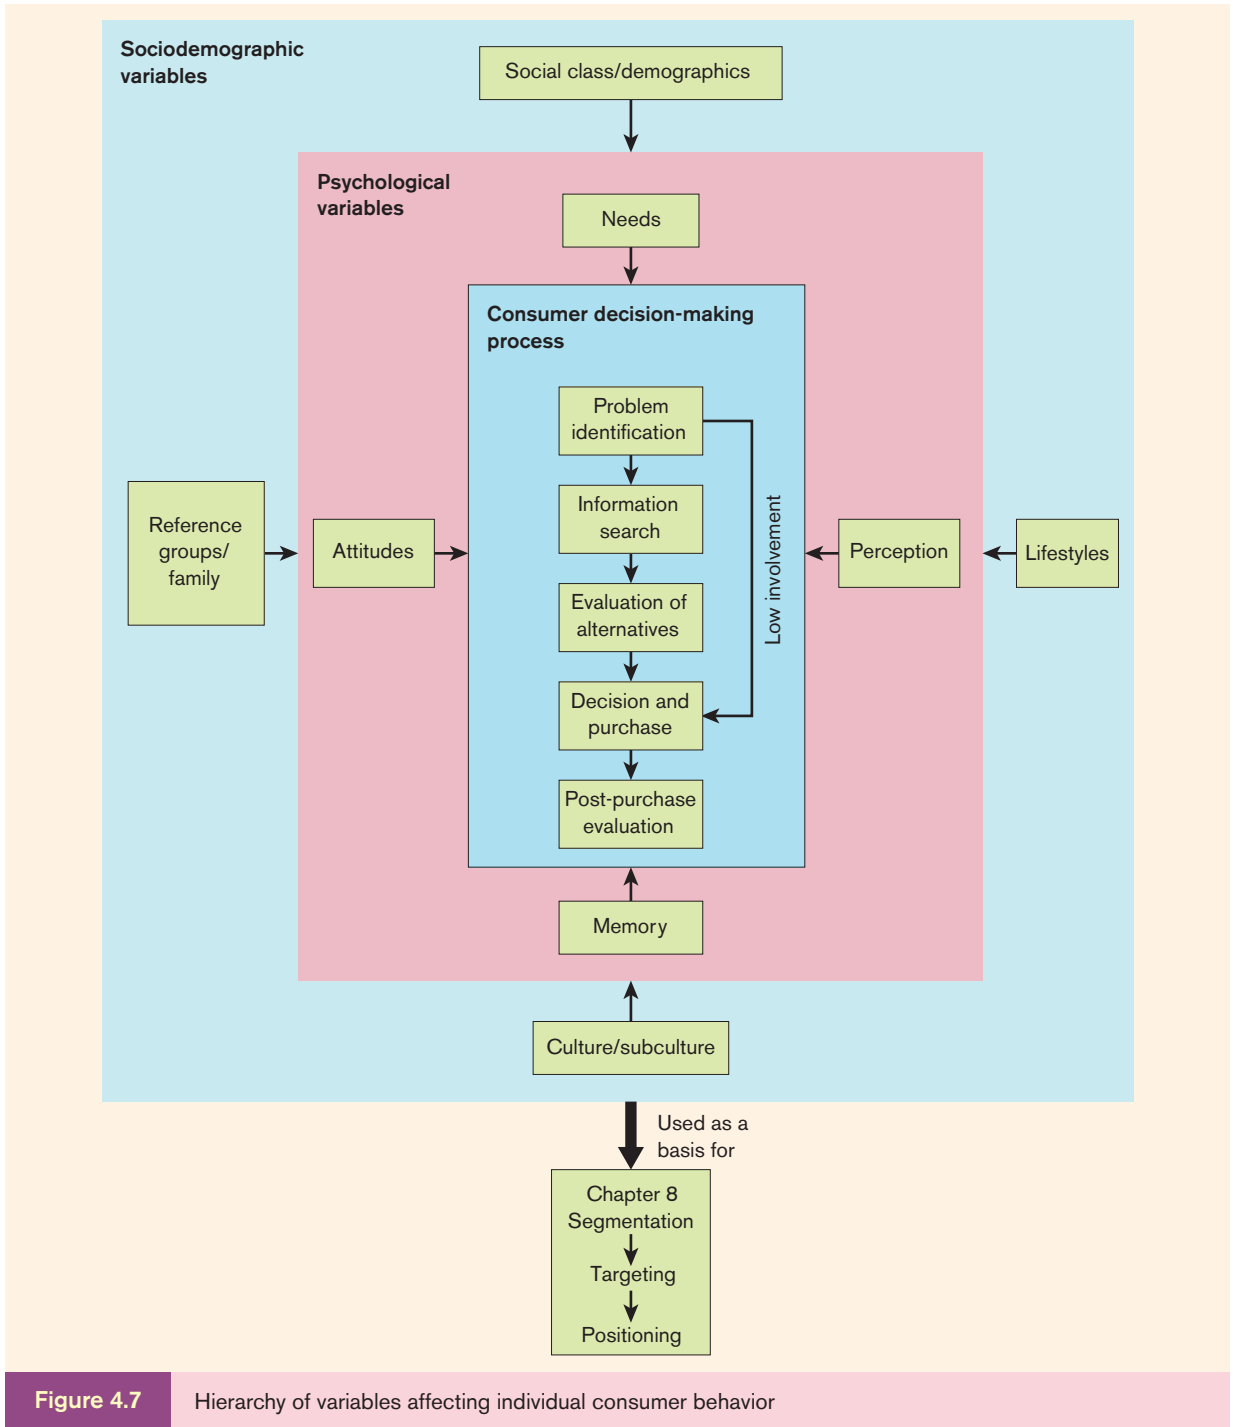 Sociodemographic
variables
Social class/demographics
Psychological
variables
Needs
Consumer decision-making
process
Problem
identification
Information
search
Evaluation of
alternatives
Decision and
purchase
Post-purchase
evaluation
Low involvement
Reference
groups/
family
Attitudes
Perception
Lifestyles
Memory
Culture/subculture
Used as a
basis for
Chapter 8
Segmentation
Targeting
Positioning
Figure 4.7
Hierarchy of variables affecting individual consumer behavior